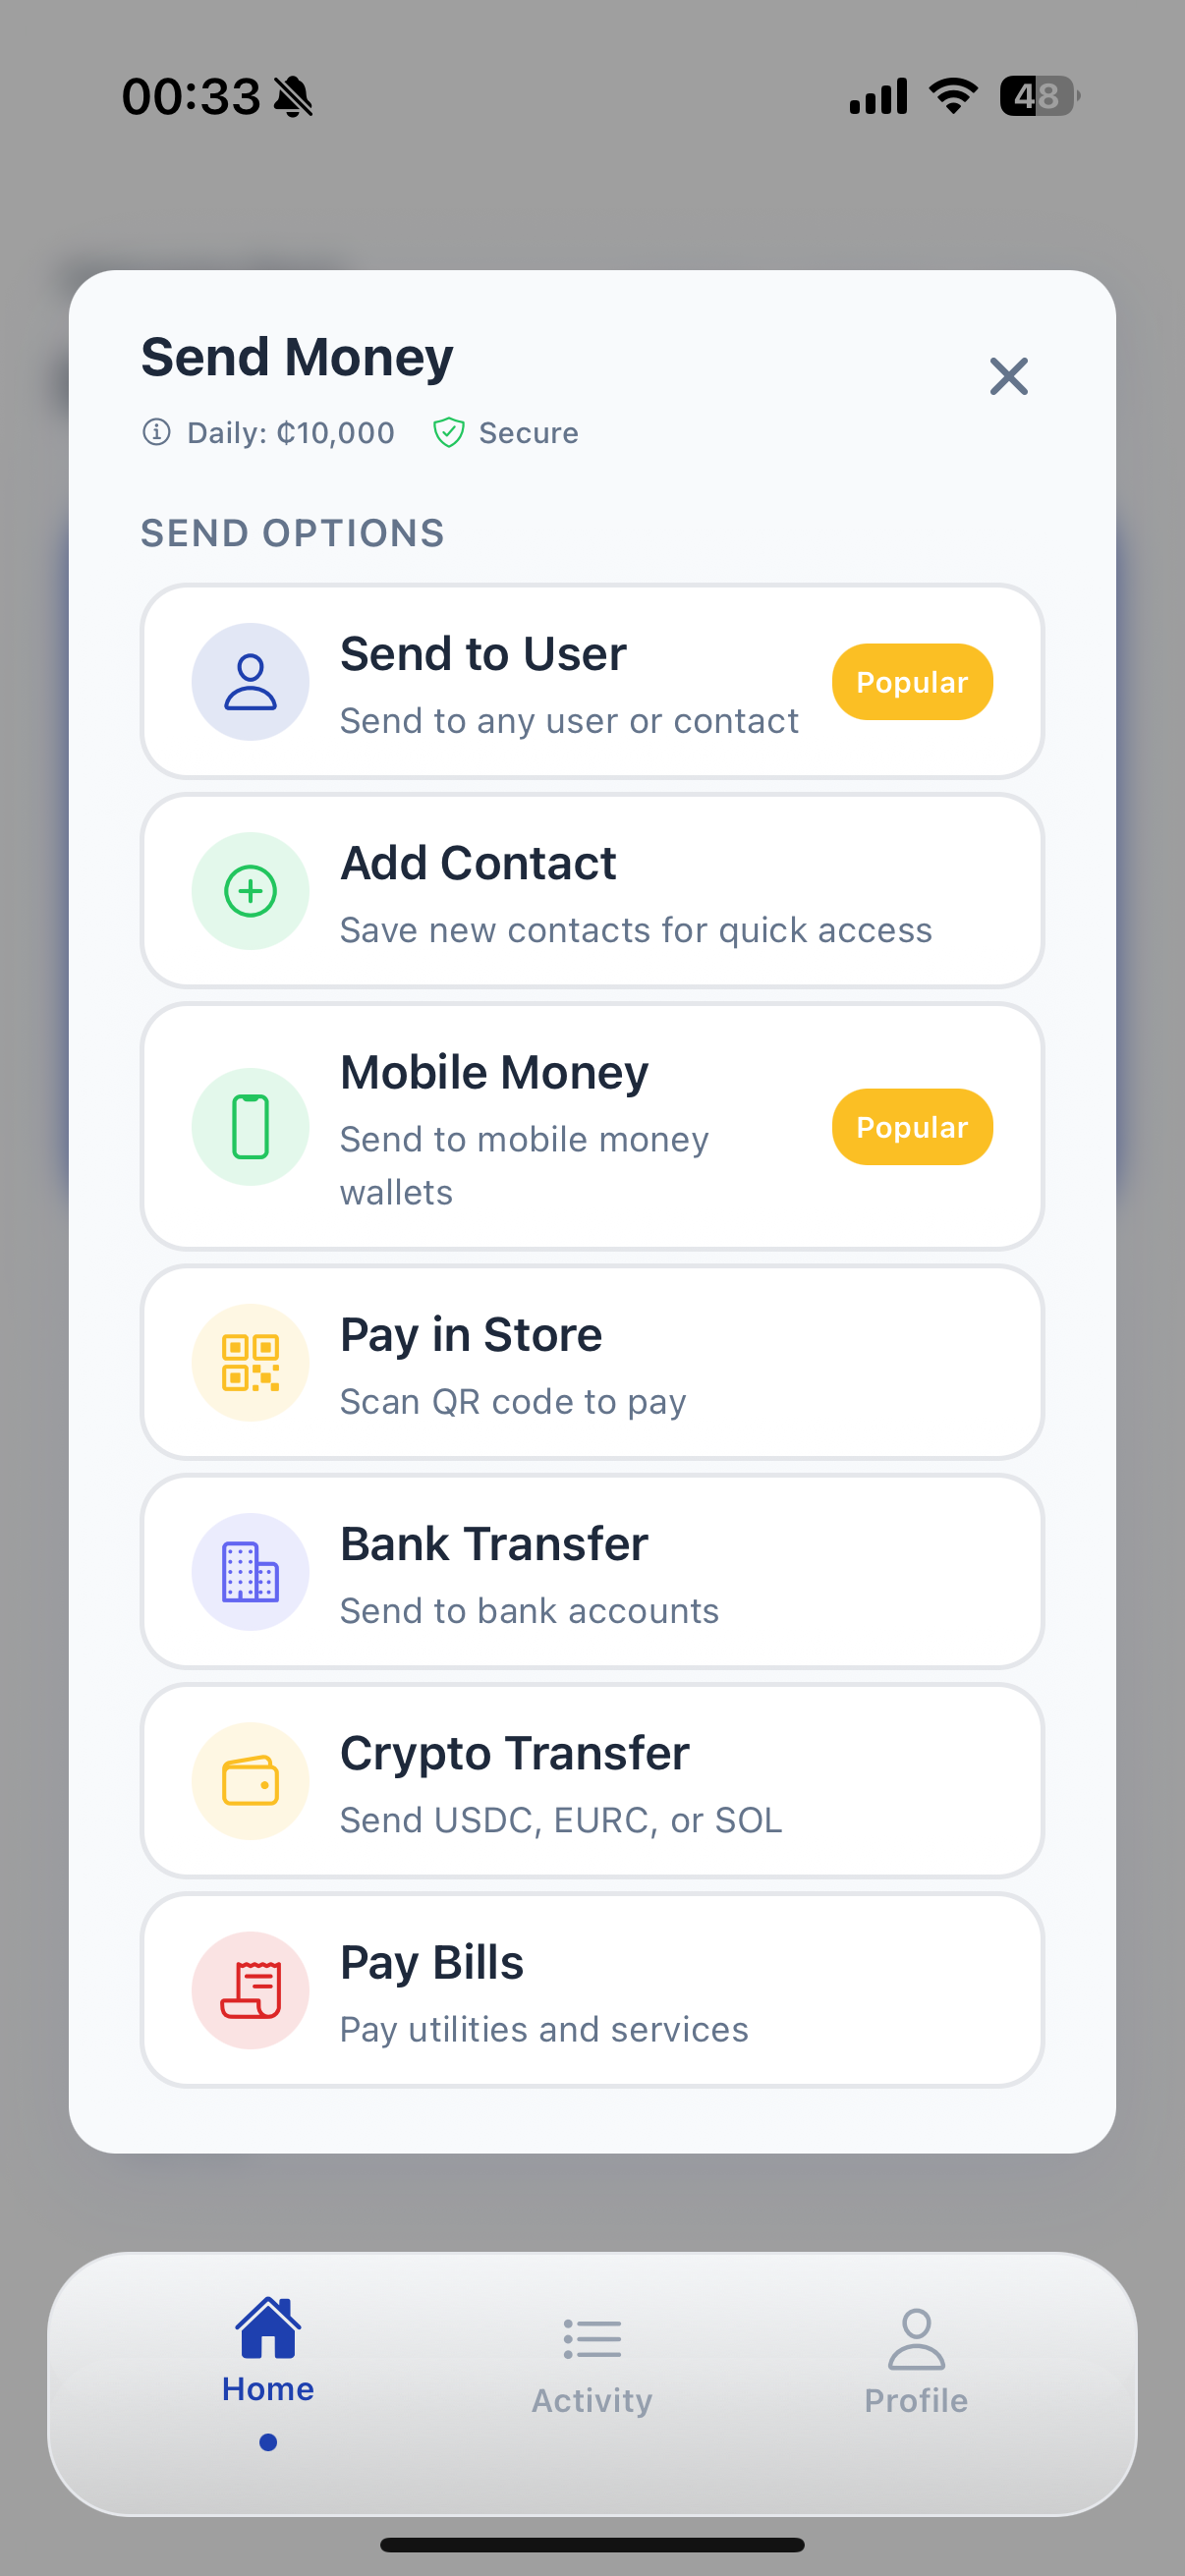 00:33
48
Send Money
Daily: ₵10,000 Secure
SEND OPTIONS
Send to User
Send to any user or contact
Popular
Add Contact
Save new contacts for quick access
Mobile Money
Send to mobile money
wallets
Popular
Pay in Store
Scan QR code to pay
Bank Transfer
Send to bank accounts
Crypto Transfer
Send USDC, EURC, or SOL
Pay Bills
Pay utilities and services
Home
Activity
Profile